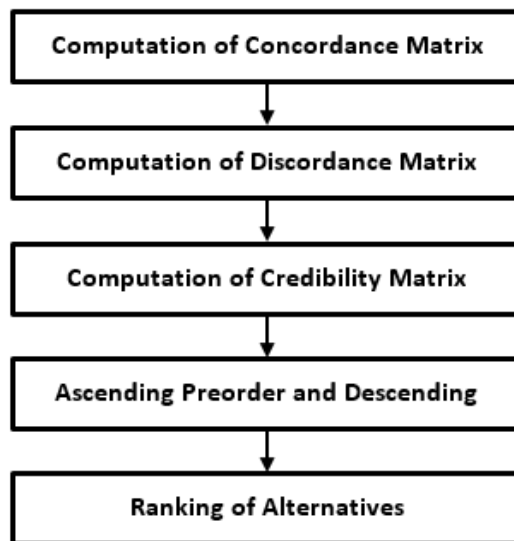 Computation of Concordance Matrix
Computation of Discordance Matrix
Computation of Credibility Matrix
Ascending Preorder and Descending
Ranking of Alternatives